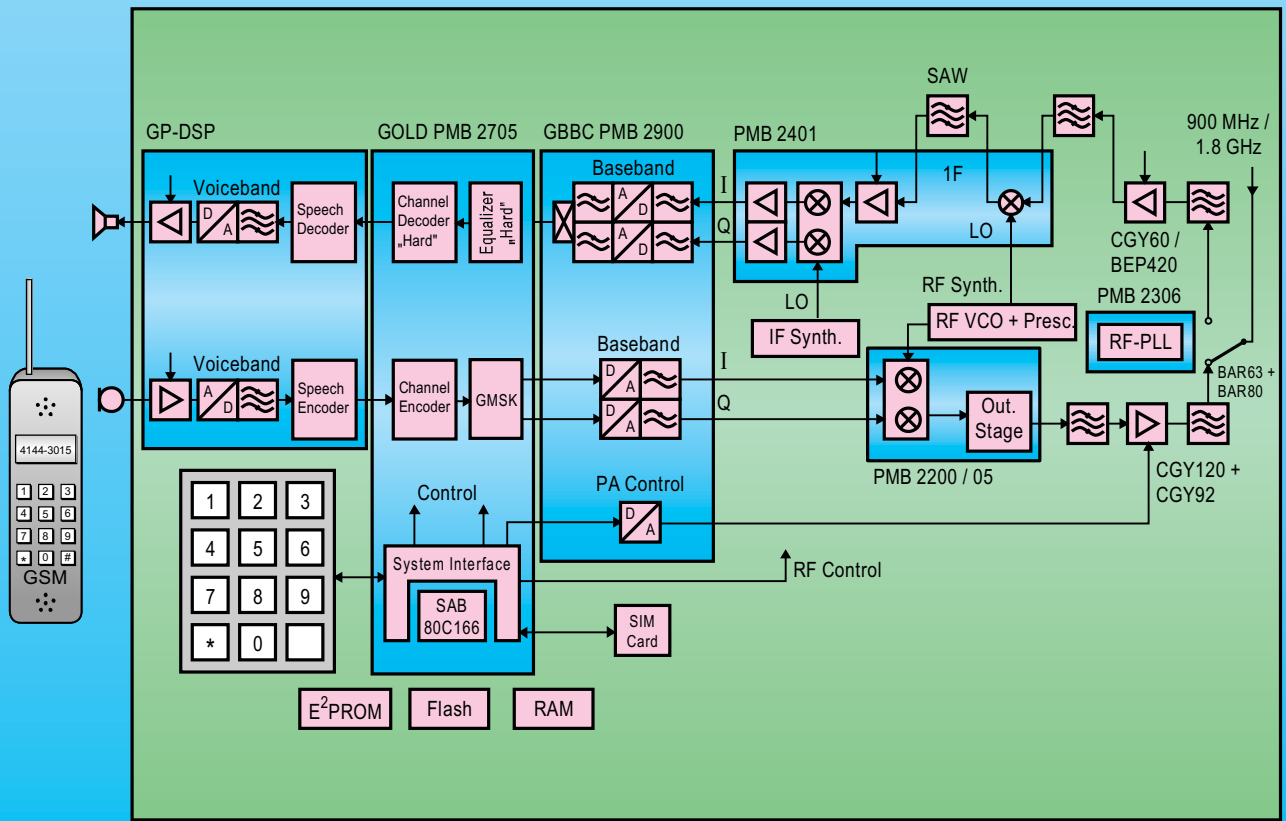 SAW
GP-DSP
GOLD PMB 2705
GBBC PMB 2900
PMB 2401
900 MHz /
1.8 GHz
Voiceband
D
A
Speech
Decoder
Channel
Decoder
„Hard"
Equalizer
„Hard"
Baseband
A
D
A
D
I
Q
1F
LO
CGY60 /
BEP420
LO
IF Synth.
RF Synth.
RF VCO + Presc.
PMB 2306
RF-PLL
BAR63 +
BAR80
Voiceband
A
D
Speech
Encoder
Channel
Encoder
GMSK
Baseband
D
A
D
A
I
Q
Out.
Stage
PMB 2200 / 05
CGY120 +
CGY92
4144-3015
1 2 3
4 5 6
7 8 9
* 0 #
GSM
1 2 3
4 5 6
7 8 9
* 0
Control
PA Control
D
A
System Interface
SAB
80C166
RF Control
SIM
Card
E²PROM
Flash
RAM